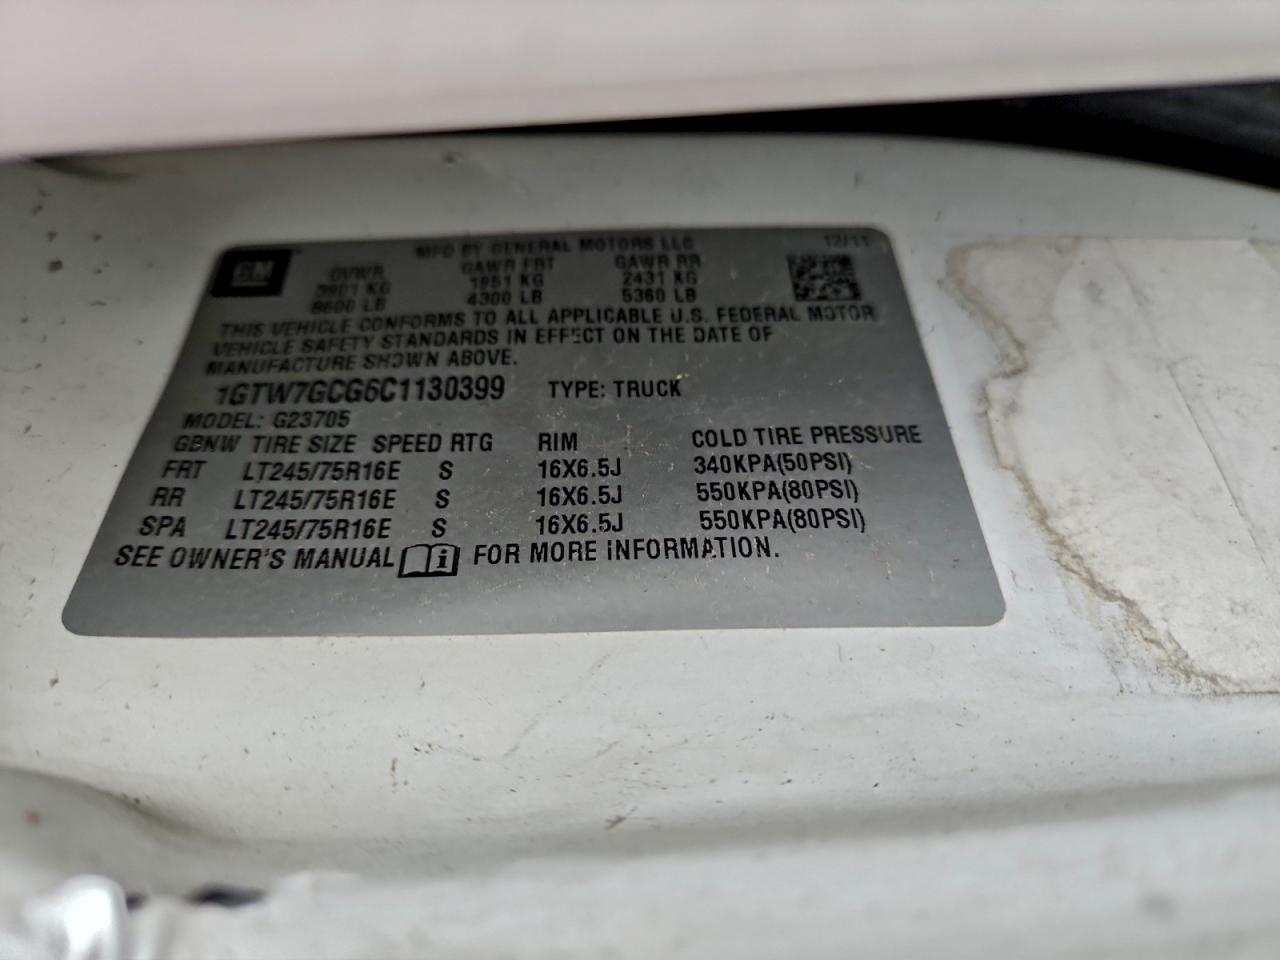 GM
MFD BY GENERAL MOTORS LLC 12/11
GVWR GAWR FRT GAWR RR
3901 KG 1951 KG 2431 KG
8600 LB 4300 LB 5360 LB
THIS VEHICLE CONFORMS TO ALL APPLICABLE U.S. FEDERAL MOTOR
VEHICLE SAFETY STANDARDS IN EFFECT ON THE DATE OF
MANUFACTURE SHOWN ABOVE.
1GTW7GCG6C1130399 TYPE: TRUCK
MODEL: G23705
GBNW TIRE SIZE SPEED RTG RIM COLD TIRE PRESSURE
FRT LT245/75R16E S 16X6.5J 340KPA(50PSI)
RR LT245/75R16E S 16X6.5J 550KPA(80PSI)
SPA LT245/75R16E S 16X6.5J 550KPA(80PSI)
SEE OWNER'S MANUAL i FOR MORE INFORMATION.